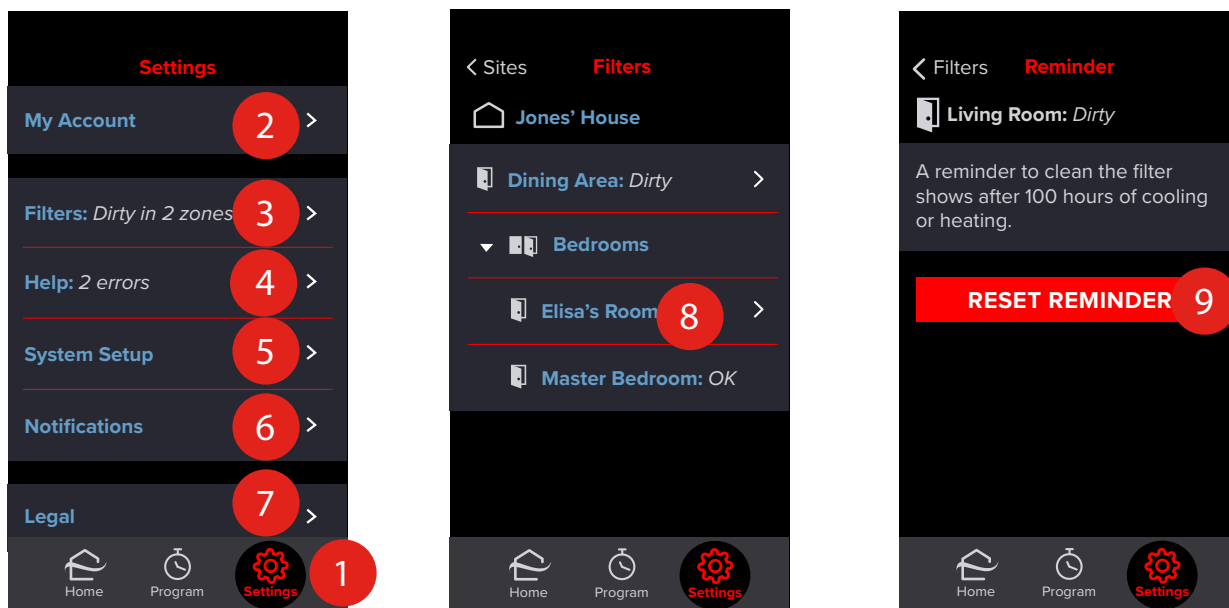 Settings
My Account
2
Filters: Dirty in 2 zones
3
Help: 2 errors
4
System Setup
5
Notifications
6
Legal
7
Home
Program
Settings
1
Sites
Filters
Jones’ House
Dining Area: Dirty
Bedrooms
Elisa’s Room
8
Master Bedroom: OK
Home
Program
Settings
Filters
Reminder
Living Room: Dirty
A reminder to clean the filter
shows after 100 hours of cooling
or heating.
RESET REMINDER
9
Home
Program
Settings